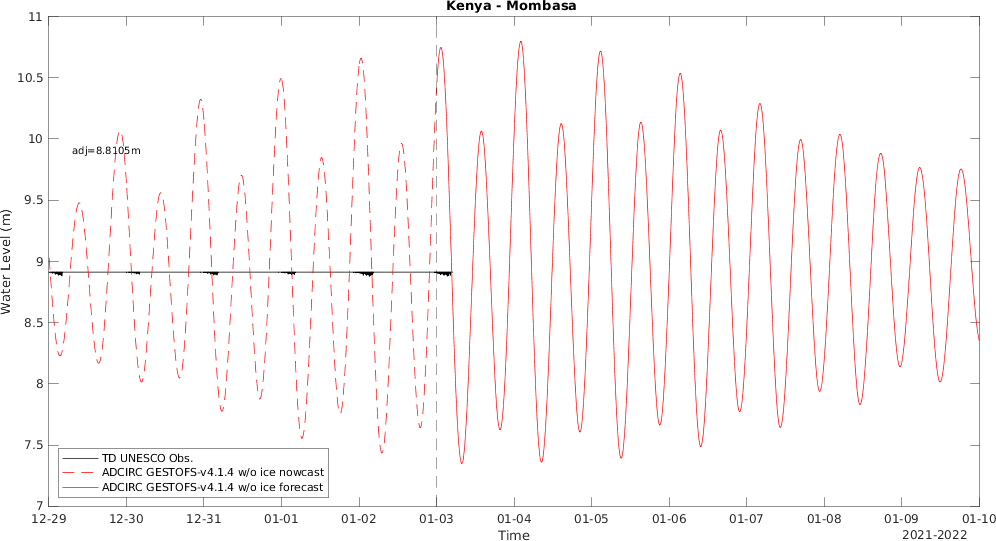 Kenya - Mombasa
11
10.5
10
9.5
9
8.5
8
7.5
7
Water Level (m)
adj=8.8105m
TD UNESCO Obs.
ADCIRC GESTOFS-v4.1.4 w/o ice nowcast
ADCIRC GESTOFS-v4.1.4 w/o ice forecast
12-29 12-30 12-31 01-01 01-02 01-03 01-04 01-05 01-06 01-07 01-08 01-09 01-10
Time
2021-2022